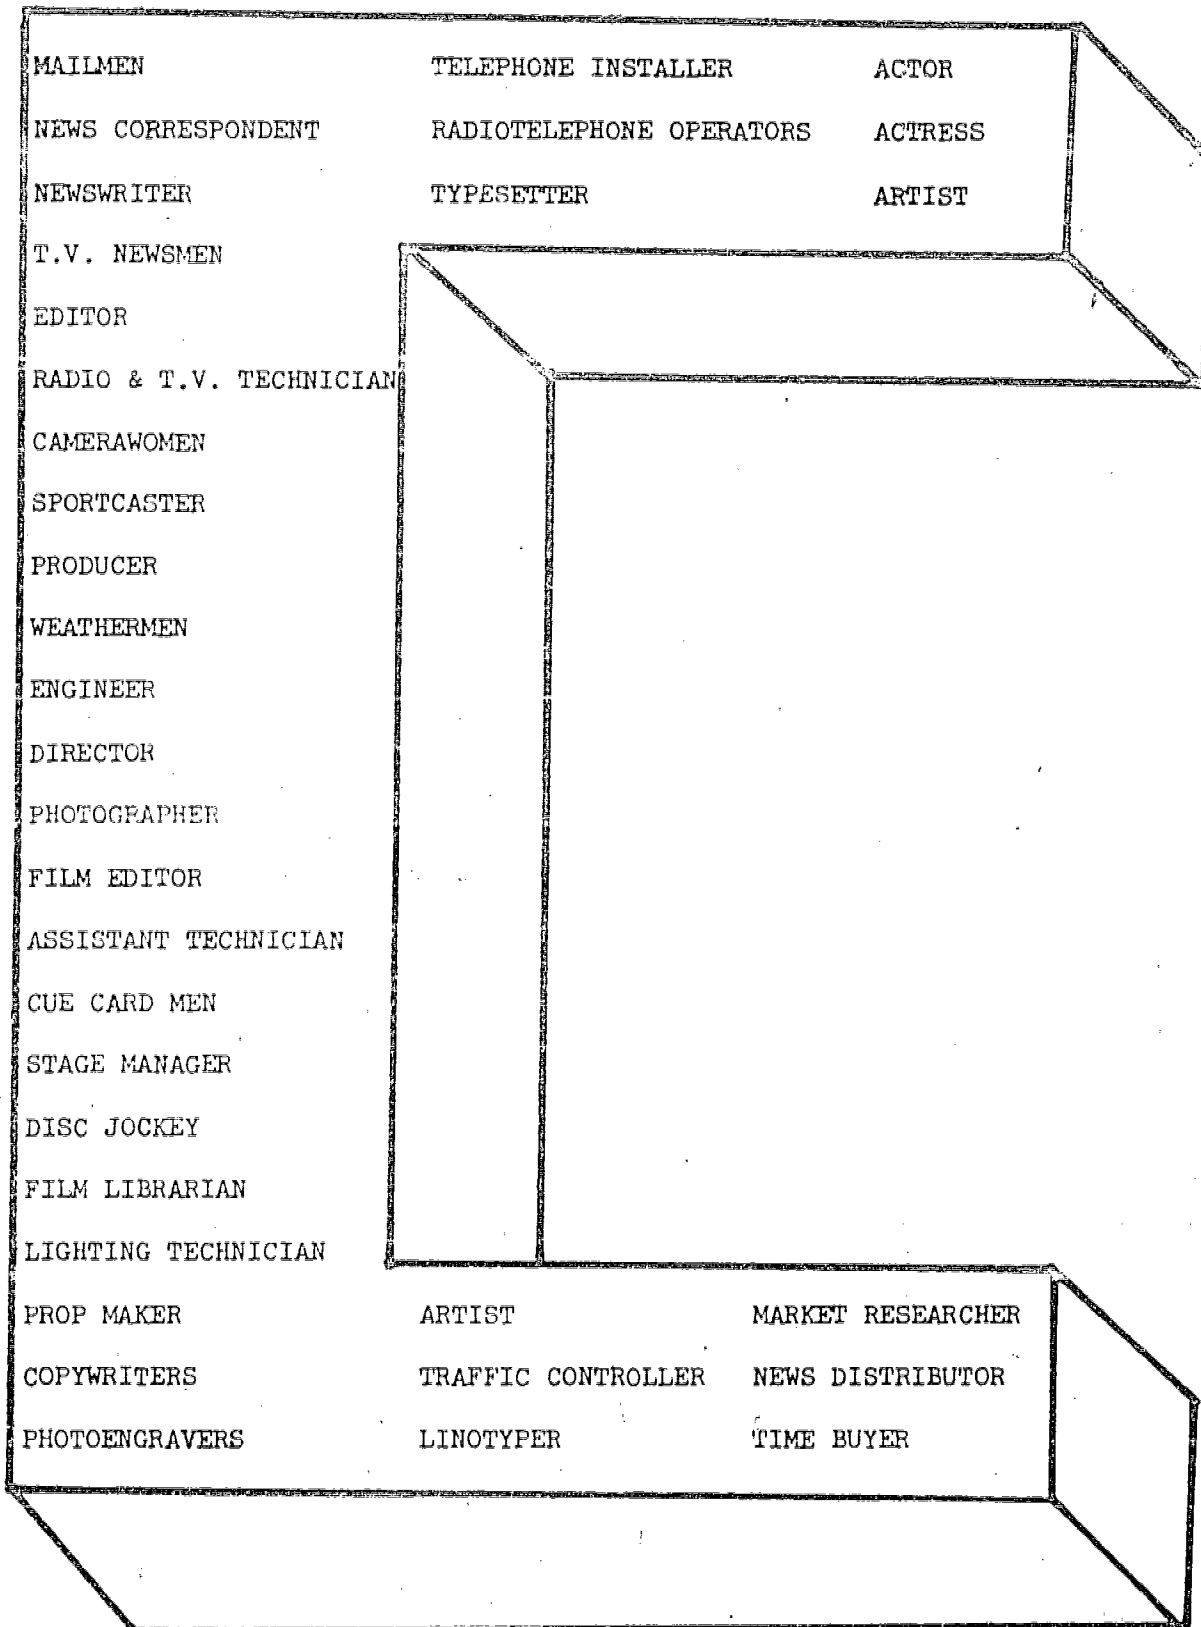 MAILMEN TELEPHONE INSTALLER ACTOR
NEWS CORRESPONDENT RADIOTELEPHONE OPERATORS ACTRESS
NEWSWRITER TYPESETTER ARTIST
T.V. NEWSMEN
EDITOR
RADIO & T.V. TECHNICIAN
CAMERAWOMEN
SPORTCASTER
PRODUCER
WEATHERMEN
ENGINEER
DIRECTOR
PHOTOGRAPHER
FILM EDITOR
ASSISTANT TECHNICIAN
CUE CARD MEN
STAGE MANAGER
DISC JOCKEY
FILM LIBRARIAN
LIGHTING TECHNICIAN
PROP MAKER ARTIST MARKET RESEARCHER
COPYWRITERS TRAFFIC CONTROLLER NEWS DISTRIBUTOR
PHOTOENGRAVERS LINOTYPER TIME BUYER